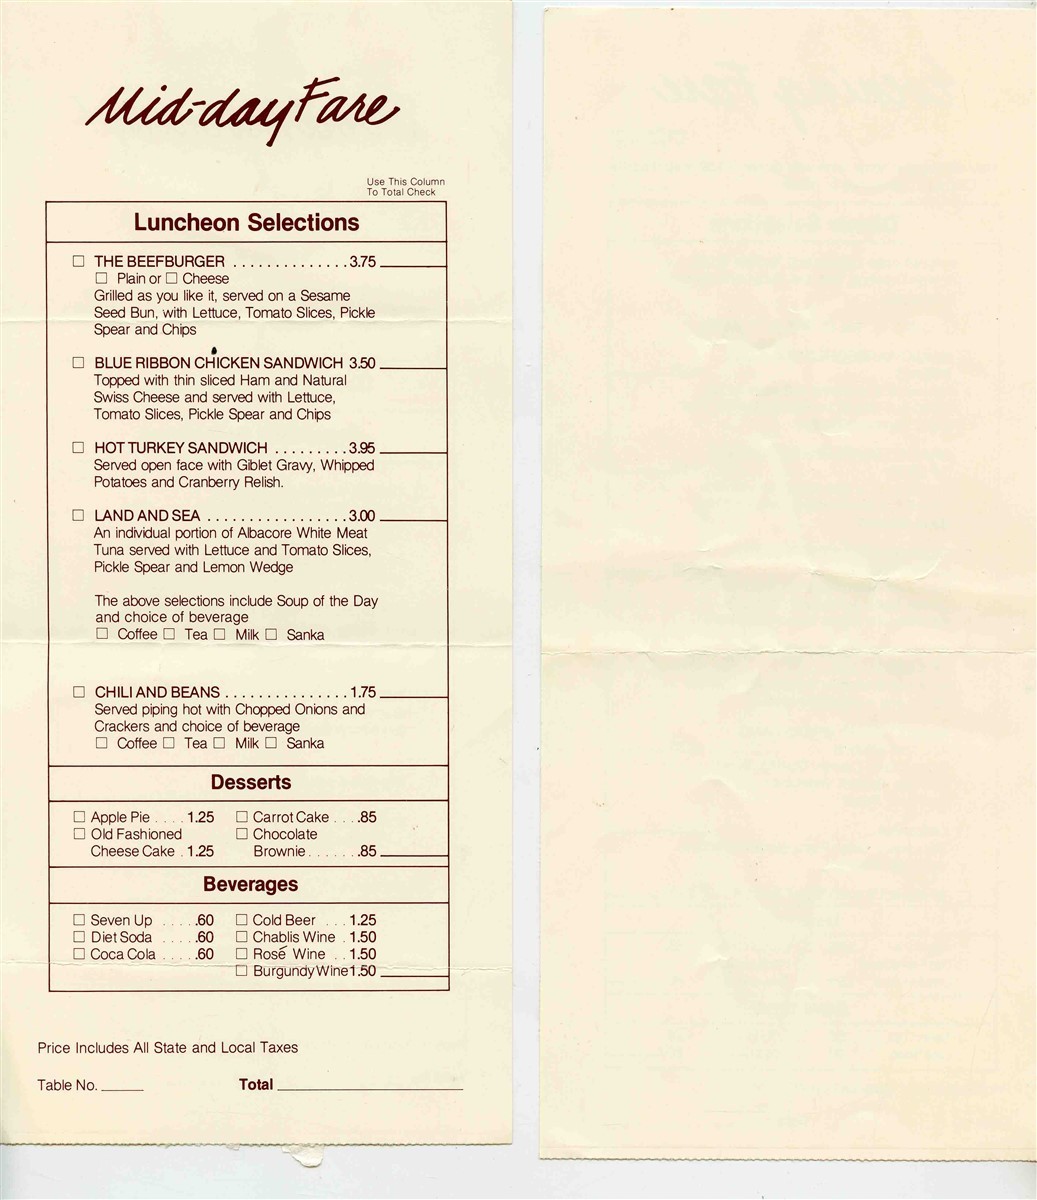 Mid-day Fare
Use This Column
To Total Check
Luncheon Selections
☐ THE BEEFBURGER . . . . . . . . . . . . . . 3.75
☐ Plain or ☐ Cheese
Grilled as you like it, served on a Sesame
Seed Bun, with Lettuce, Tomato Slices, Pickle
Spear and Chips
☐ BLUE RIBBON CHICKEN SANDWICH 3.50
Topped with thin sliced Ham and Natural
Swiss Cheese and served with Lettuce,
Tomato Slices, Pickle Spear and Chips
☐ HOT TURKEY SANDWICH . . . . . . . . . 3.95
Served open face with Giblet Gravy, Whipped
Potatoes and Cranberry Relish.
☐ LAND AND SEA . . . . . . . . . . . . . . . . . 3.00
An individual portion of Albacore White Meat
Tuna served with Lettuce and Tomato Slices,
Pickle Spear and Lemon Wedge
The above selections include Soup of the Day
and choice of beverage
☐ Coffee ☐ Tea ☐ Milk ☐ Sanka
☐ CHILI AND BEANS . . . . . . . . . . . . . . . 1.75
Served piping hot with Chopped Onions and
Crackers and choice of beverage
☐ Coffee ☐ Tea ☐ Milk ☐ Sanka
Desserts
☐ Apple Pie . . . . 1.25 ☐ Carrot Cake . . . .85
☐ Old Fashioned ☐ Chocolate
Cheese Cake . 1.25 Brownie . . . . . . .85
Beverages
☐ Seven Up . . . . .60 ☐ Cold Beer . . . 1.25
☐ Diet Soda . . . . .60 ☐ Chablis Wine . 1.50
☐ Coca Cola . . . . .60 ☐ Rosé Wine . . 1.50
☐ Burgundy Wine 1.50
Price Includes All State and Local Taxes
Table No. ______ Total ______